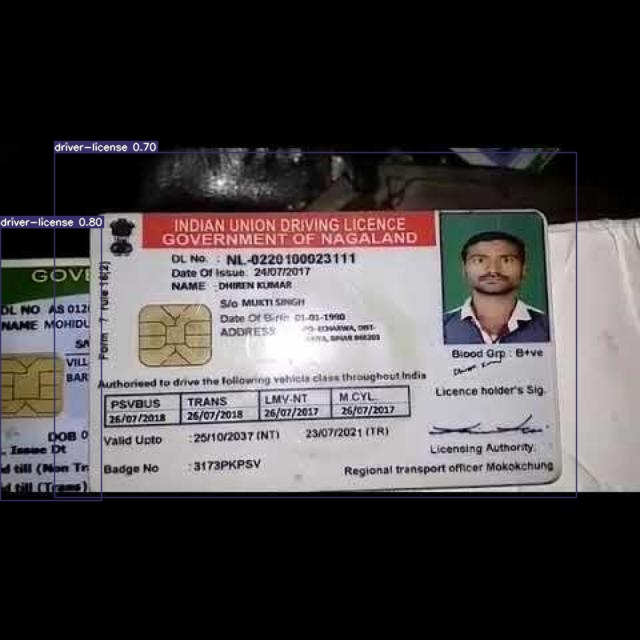 driver-license 0.70
driver-license 0.80
INDIAN UNION DRIVING LICENCE
GOVERNMENT OF NAGALAND
DL No. : NL-0220100023111
Date Of Issue: 24/07/2017
NAME : DHIREN KUMAR
S/o MUKTI SINGH
Date Of Birth 01-01-1990
ADDRESS
BIHAR
Form 7 rule 16(2)
Blood Grp : B+ve
Licence holder's Sig.
Authorised to drive the following vehicle class throughout India
PSVBUS TRANS LMV-NT M.CYL.
26/07/2018 26/07/2018 26/07/2017 26/07/2017
Valid Upto : 25/10/2037 (NT) 23/07/2021 (TR)
Badge No : 3173PKPSV
Licensing Authority.
Regional transport officer Mokokchung
GOVE
DL NO AS 012
NAME MOHIDU
VILL
BAR
DOB 0
. Issue Dt
d till (Non Tr
d till (Trans)